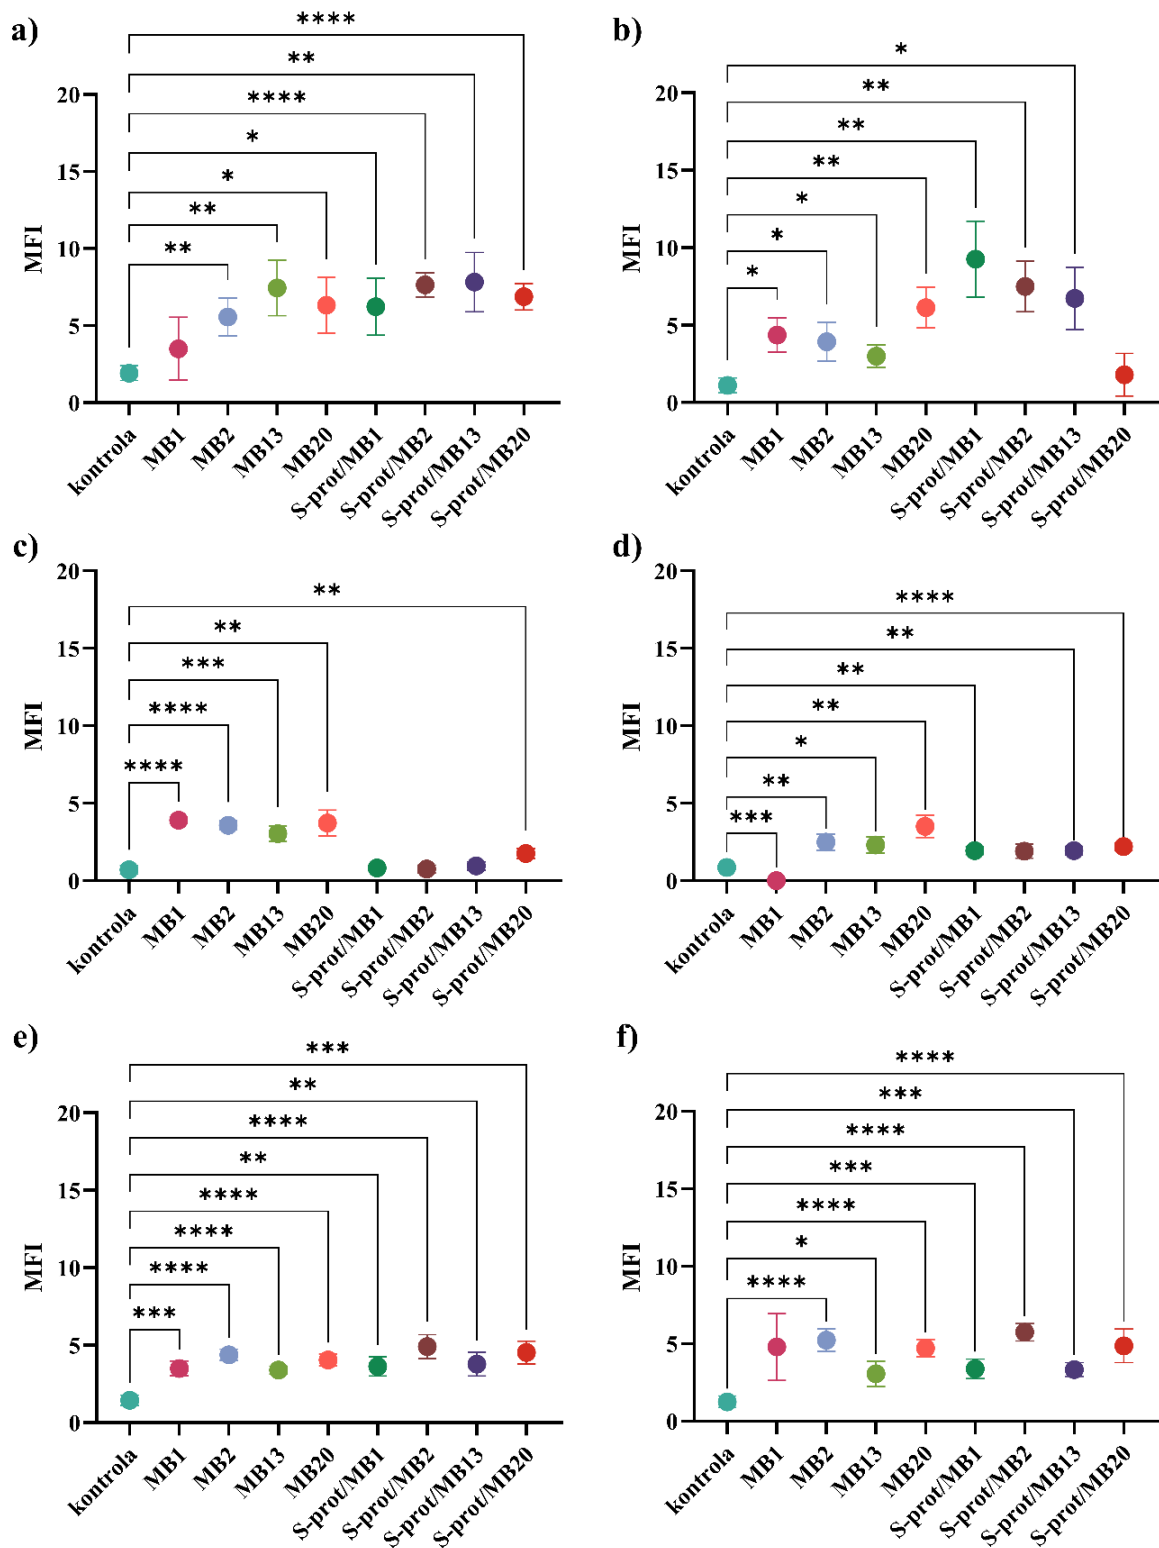 a)
****
**
****
*
*
**
**
MFI
20
15
10
5
0
kontrola
MB1
MB2
MB13
MB20
S-prot/MB1
S-prot/MB2
S-prot/MB13
S-prot/MB20
b)
*
**
**
**
*
*
*
MFI
20
15
10
5
0
kontrola
MB1
MB2
MB13
MB20
S-prot/MB1
S-prot/MB2
S-prot/MB13
S-prot/MB20
c)
**
**
***
****
****
MFI
20
15
10
5
0
kontrola
MB1
MB2
MB13
MB20
S-prot/MB1
S-prot/MB2
S-prot/MB13
S-prot/MB20
d)
****
**
**
**
*
**
***
MFI
20
15
10
5
0
kontrola
MB1
MB2
MB13
MB20
S-prot/MB1
S-prot/MB2
S-prot/MB13
S-prot/MB20
e)
***
**
****
**
****
****
****
***
MFI
20
15
10
5
0
kontrola
MB1
MB2
MB13
MB20
S-prot/MB1
S-prot/MB2
S-prot/MB13
S-prot/MB20
f)
****
***
****
***
****
*
****
MFI
20
15
10
5
0
kontrola
MB1
MB2
MB13
MB20
S-prot/MB1
S-prot/MB2
S-prot/MB13
S-prot/MB20